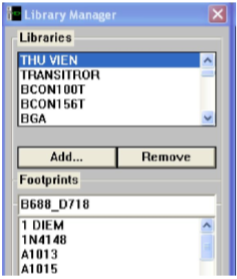 Library Manager
Libraries
THU VIEN
TRANSITROR
BCON100T
BCON156T
BGA
Add... Remove
Footprints
B688_D718
1 DIEM
1N4148
A1013
A1015